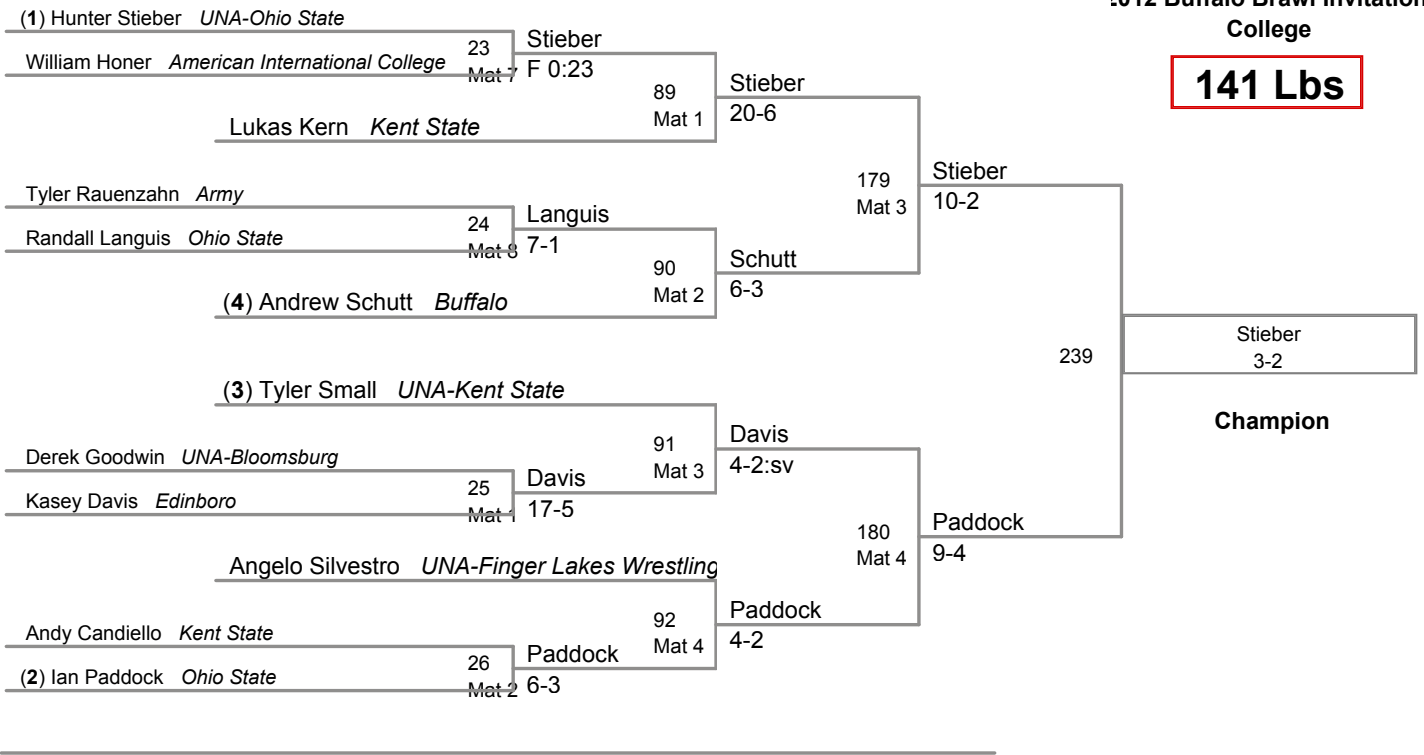 2012 Buffalo Brawl Invitation
College
141 Lbs
(1) Hunter Stieber UNA-Ohio State
William Honer American International College
23
Mat 7
Stieber
F 0:23
Lukas Kern Kent State
89
Mat 1
Stieber
20-6
Tyler Rauenzahn Army
Randall Languis Ohio State
24
Mat 8
Languis
7-1
(4) Andrew Schutt Buffalo
90
Mat 2
Schutt
6-3
179
Mat 3
Stieber
10-2
(3) Tyler Small UNA-Kent State
Derek Goodwin UNA-Bloomsburg
Kasey Davis Edinboro
25
Mat 1
Davis
17-5
91
Mat 3
Davis
4-2:sv
Angelo Silvestro UNA-Finger Lakes Wrestling
Andy Candiello Kent State
(2) Ian Paddock Ohio State
26
Mat 2
Paddock
6-3
92
Mat 4
Paddock
4-2
180
Mat 4
Paddock
9-4
239
Stieber
3-2
Champion